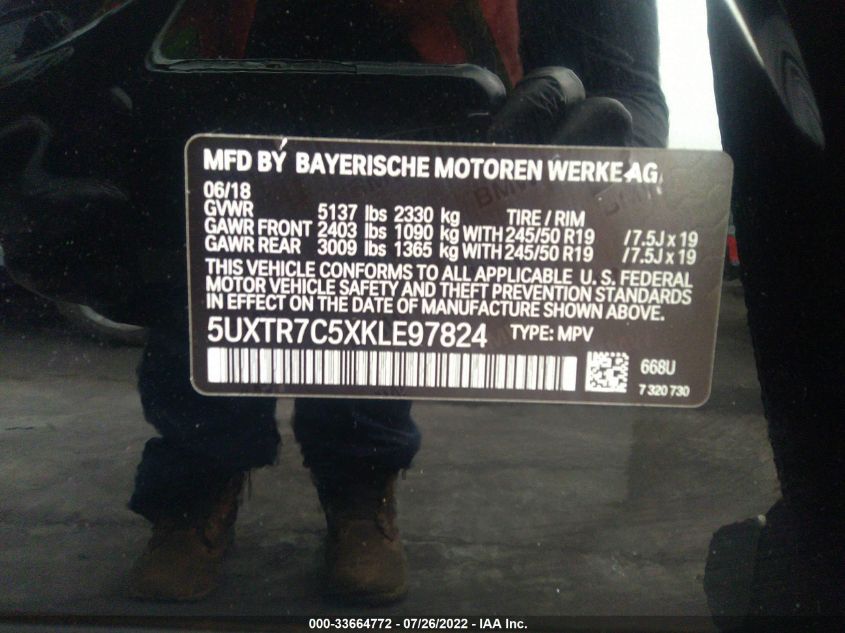 MFD BY BAYERISCHE MOTOREN WERKE AG
06/18
GVWR 5137 lbs 2330 kg TIRE / RIM
GAWR FRONT 2403 lbs 1090 kg WITH 245/50 R19 /7.5J x 19
GAWR REAR 3009 lbs 1365 kg WITH 245/50 R19 /7.5J x 19
THIS VEHICLE CONFORMS TO ALL APPLICABLE U.S. FEDERAL
MOTOR VEHICLE SAFETY AND THEFT PREVENTION STANDARDS
IN EFFECT ON THE DATE OF MANUFACTURE SHOWN ABOVE.
5UXTR7C5XKLE97824 TYPE: MPV
668U
7 320 730
000-33664772 - 07/26/2022 - IAA Inc.